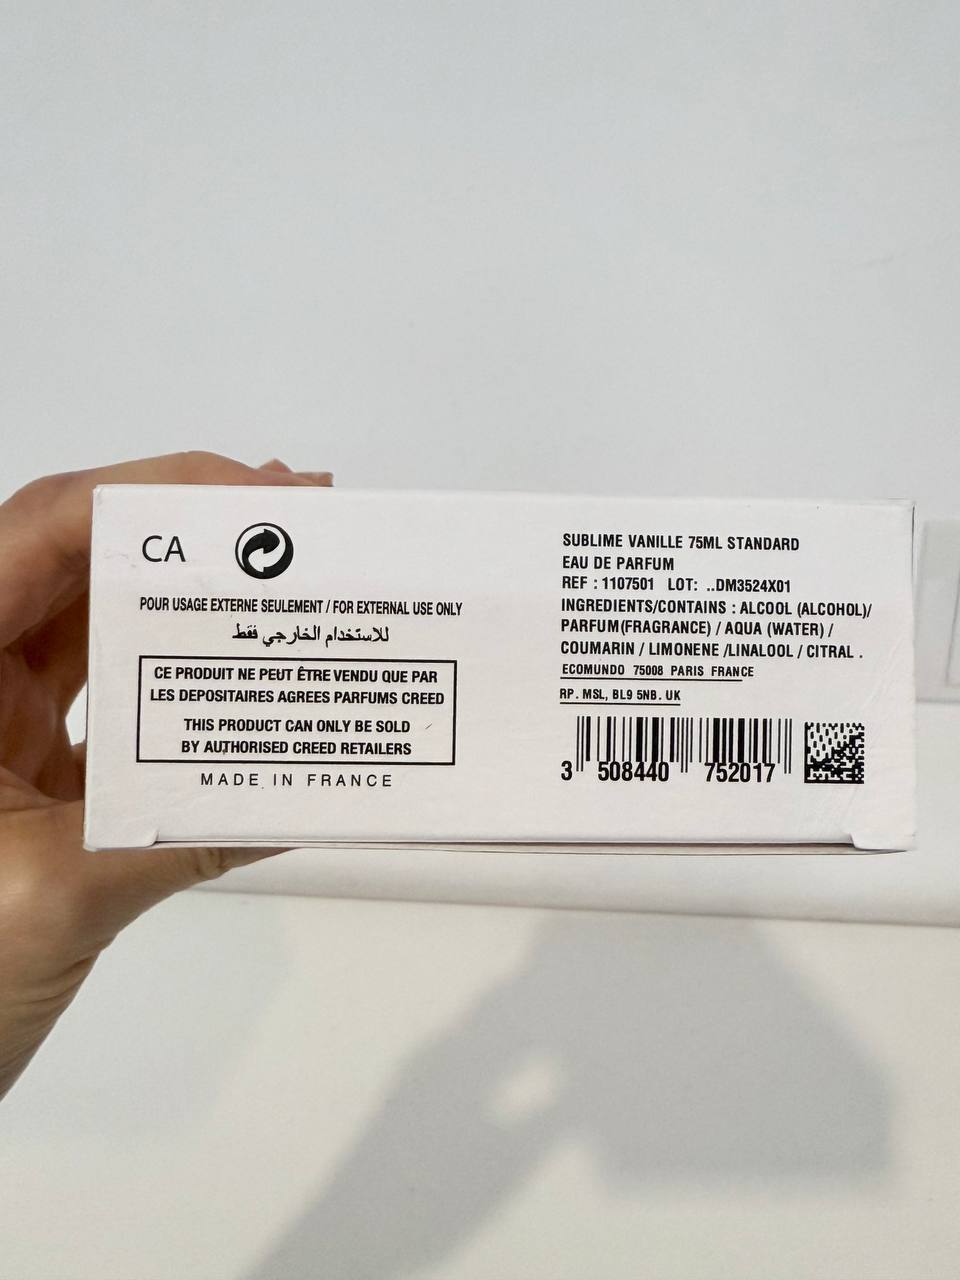 CA
POUR USAGE EXTERNE SEULEMENT / FOR EXTERNAL USE ONLY
للاستخدام الخارجي فقط
CE PRODUIT NE PEUT ÊTRE VENDU QUE PAR
LES DEPOSITAIRES AGREES PARFUMS CREED
THIS PRODUCT CAN ONLY BE SOLD
BY AUTHORISED CREED RETAILERS
MADE IN FRANCE
SUBLIME VANILLE 75ML STANDARD
EAU DE PARFUM
REF : 1107501 LOT: ..DM3524X01
INGREDIENTS/CONTAINS : ALCOOL (ALCOHOL)/
PARFUM(FRAGRANCE) / AQUA (WATER) /
COUMARIN / LIMONENE /LINALOOL / CITRAL .
ECOMUNDO 75008 PARIS FRANCE
RP. MSL, BL9 5NB. UK
3 508440 752017